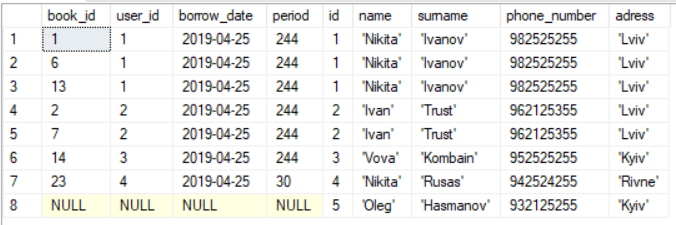 book_id user_id borrow_date period id name surname phone_number adress
1 1 1 2019-04-25 244 1 'Nikita' 'Ivanov' 982525255 'Lviv'
2 6 1 2019-04-25 244 1 'Nikita' 'Ivanov' 982525255 'Lviv'
3 13 1 2019-04-25 244 1 'Nikita' 'Ivanov' 982525255 'Lviv'
4 2 2 2019-04-25 244 2 'Ivan' 'Trust' 962125355 'Lviv'
5 7 2 2019-04-25 244 2 'Ivan' 'Trust' 962125355 'Lviv'
6 14 3 2019-04-25 244 3 'Vova' 'Kombain' 952525255 'Kyiv'
7 23 4 2019-04-25 30 4 'Nikita' 'Rusas' 942524255 'Rivne'
8 NULL NULL NULL NULL 5 'Oleg' 'Hasmanov' 932125255 'Kyiv'